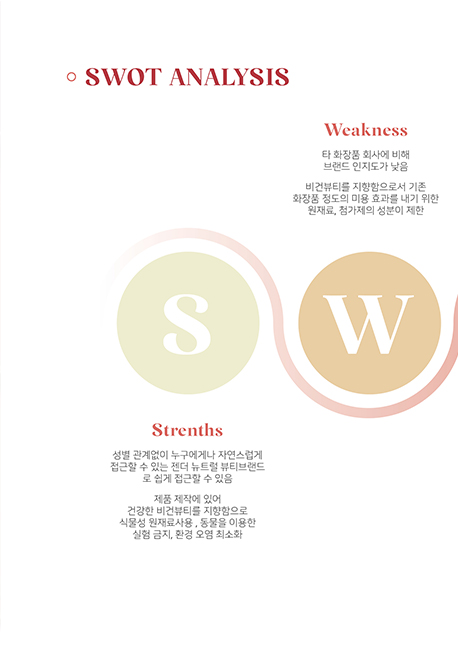 SWOT ANALYSIS
Weakness
타 화장품 회사에 비해
브랜드 인지도가 낮음
비건뷰티를 지향함으로서 기존
화장품 정도의 미용 효과를 내기 위한
원재료, 첨가제의 성분이 제한
S
W
Strenths
성별 관계없이 누구에게나 자연스럽게
접근할 수 있는 젠더 뉴트럴 뷰티브랜드
로 쉽게 접근할 수 있음
제품 제작에 있어
건강한 비건뷰티를 지향함으로
식물성 원재료사용 , 동물을 이용한
실험 금지, 환경 오염 최소화